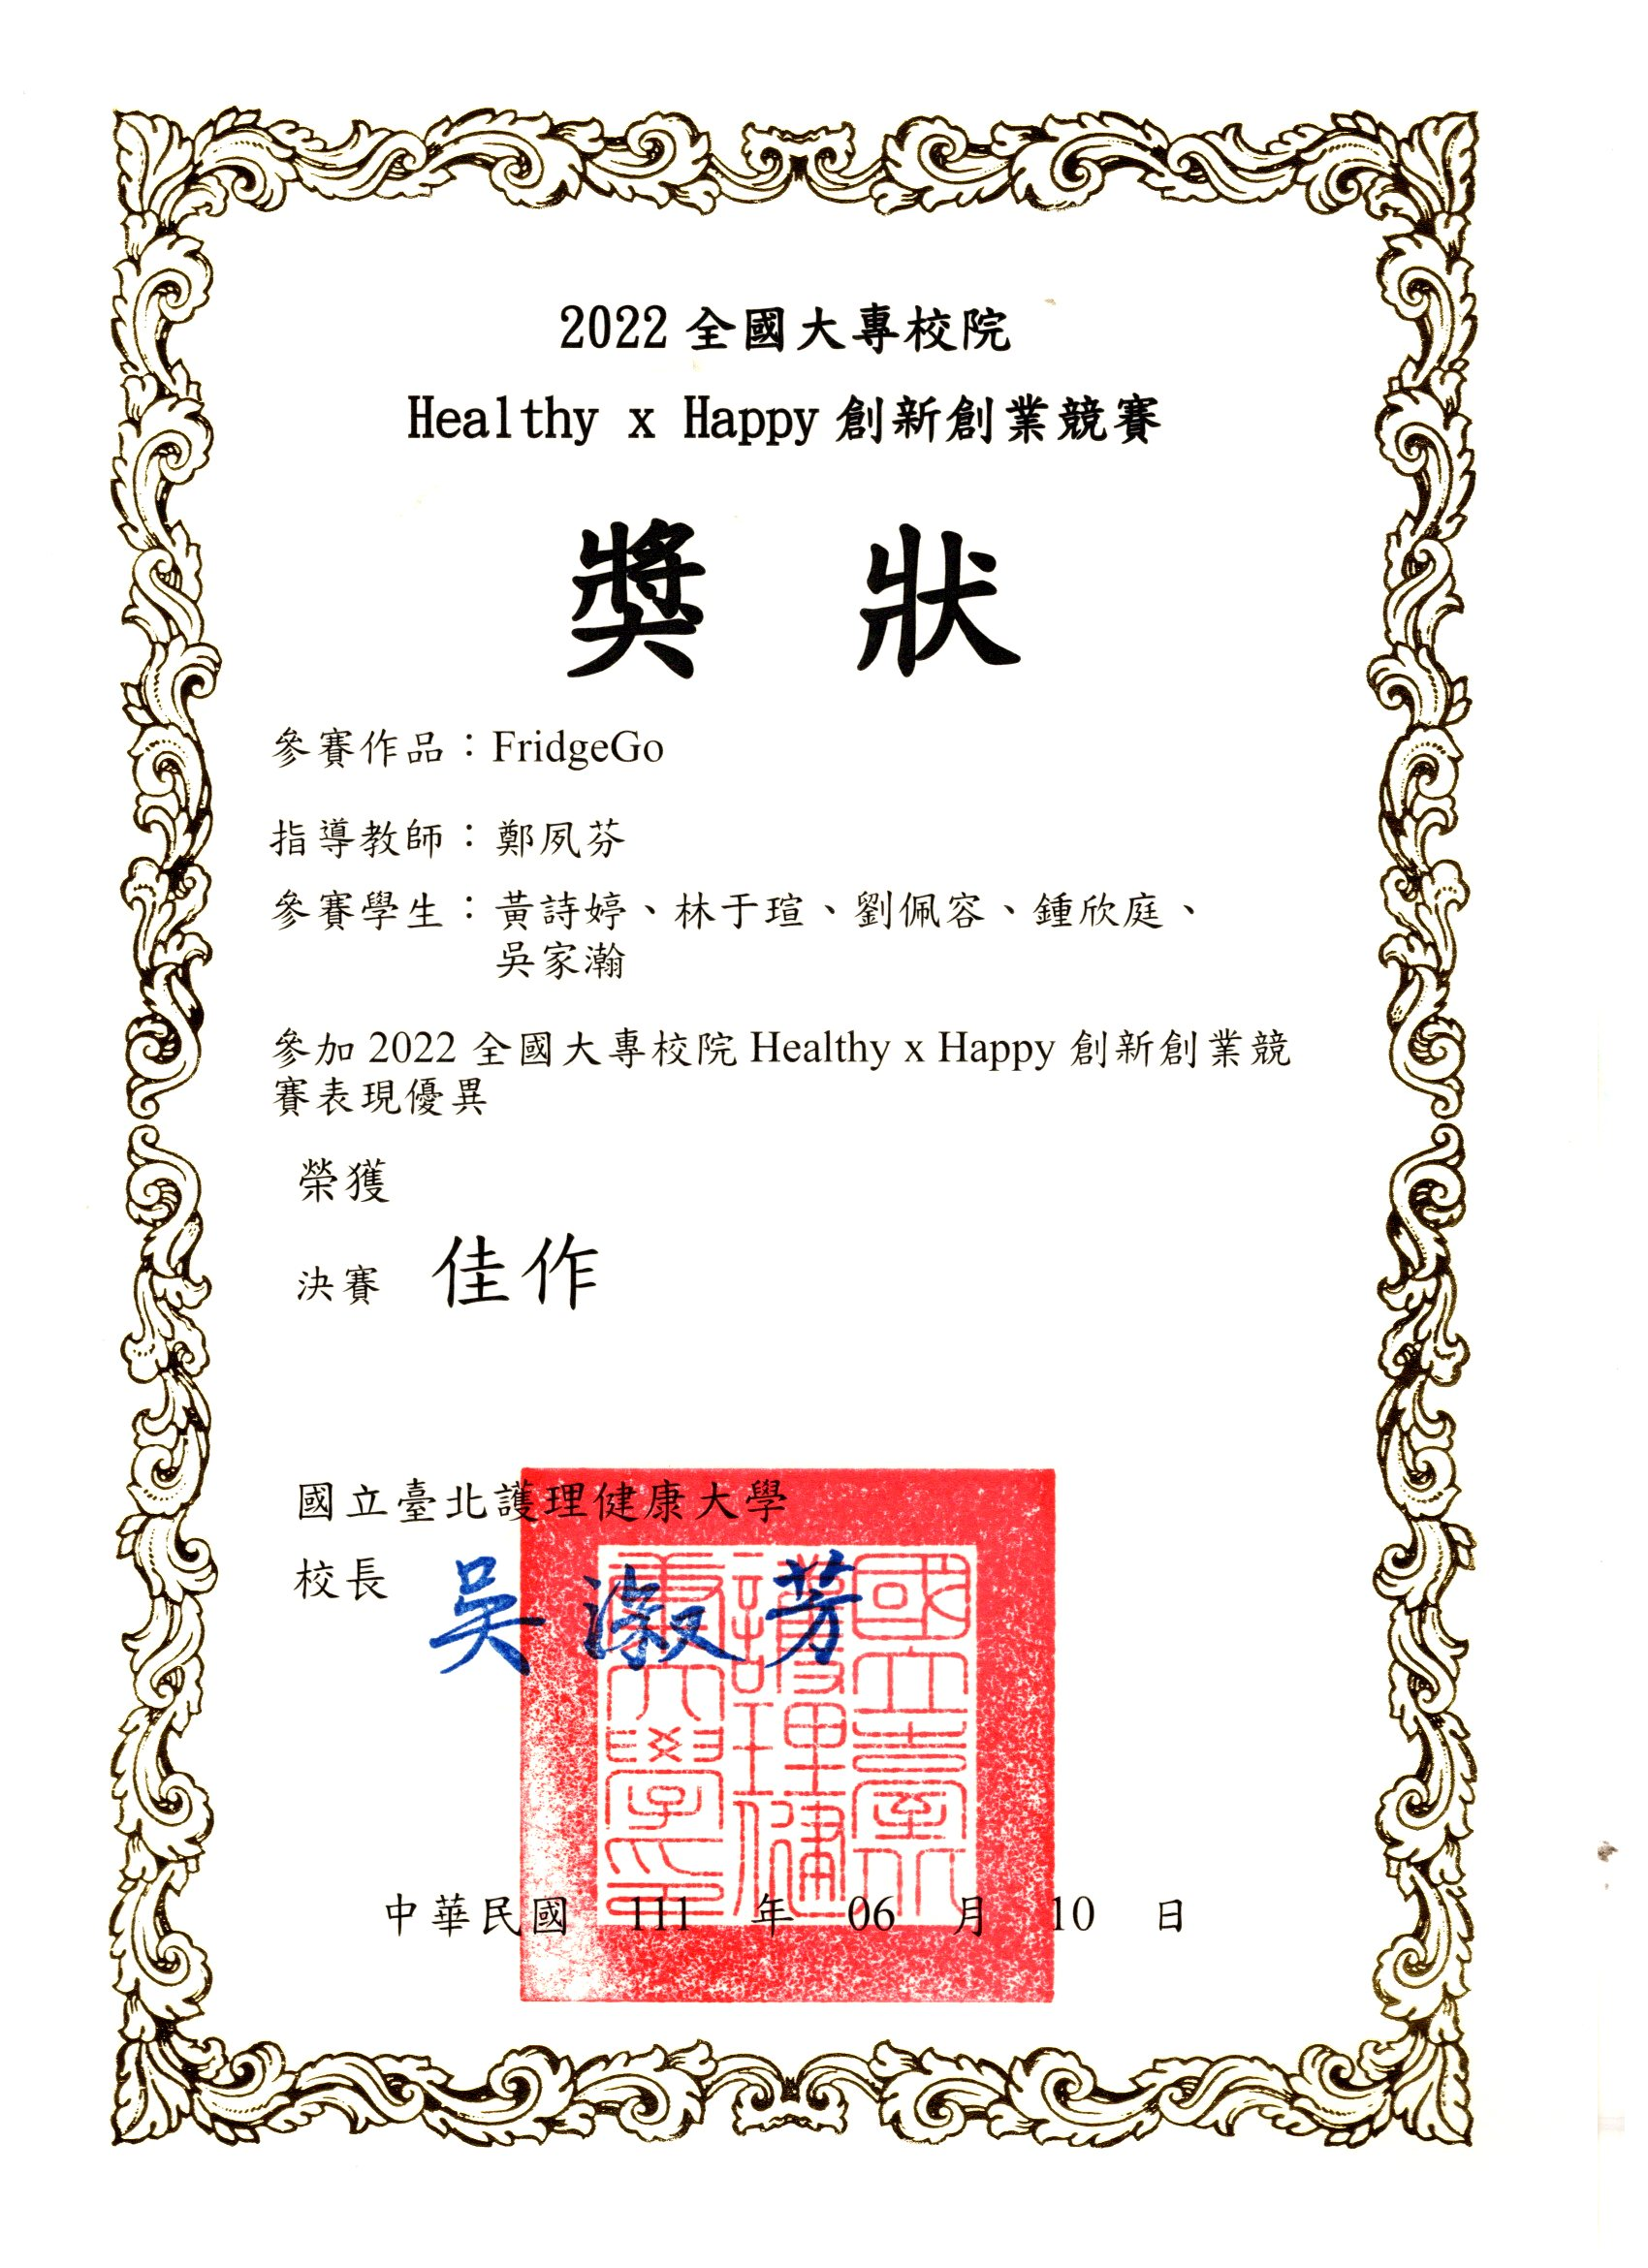 2022 全國大專校院
Healthy x Happy 創新創業競賽
獎 狀
參賽作品：FridgeGo
指導教師：鄭夙芬
參賽學生：黃詩婷、林于瑄、劉佩容、鍾欣庭、
吳家瀚
參加 2022 全國大專校院 Healthy x Happy 創新創業競
賽表現優異
榮獲
決賽 佳作
國立臺北護理健康大學
校長 吳淑芳
國立臺北
護理健
康大學印
中華民國 111 年 06 月 10 日